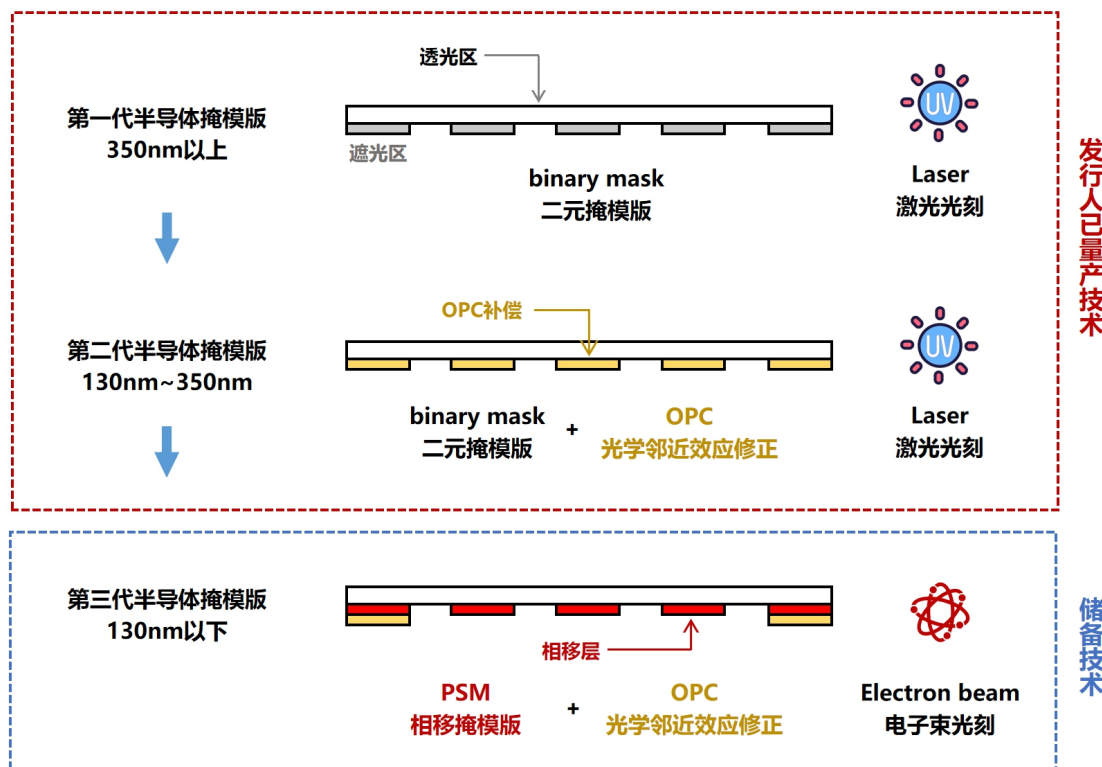 透光区
第一代半导体掩模版
350nm以上
遮光区
UV
binary mask
二元掩模版
Laser
激光光刻
发行人已量产技术
OPC补偿
第二代半导体掩模版
130nm~350nm
UV
binary mask
二元掩模版
+
OPC
光学邻近效应修正
Laser
激光光刻
第三代半导体掩模版
130nm以下
相移层
PSM
相移掩模版
+
OPC
光学邻近效应修正
Electron beam
电子束光刻
储备技术